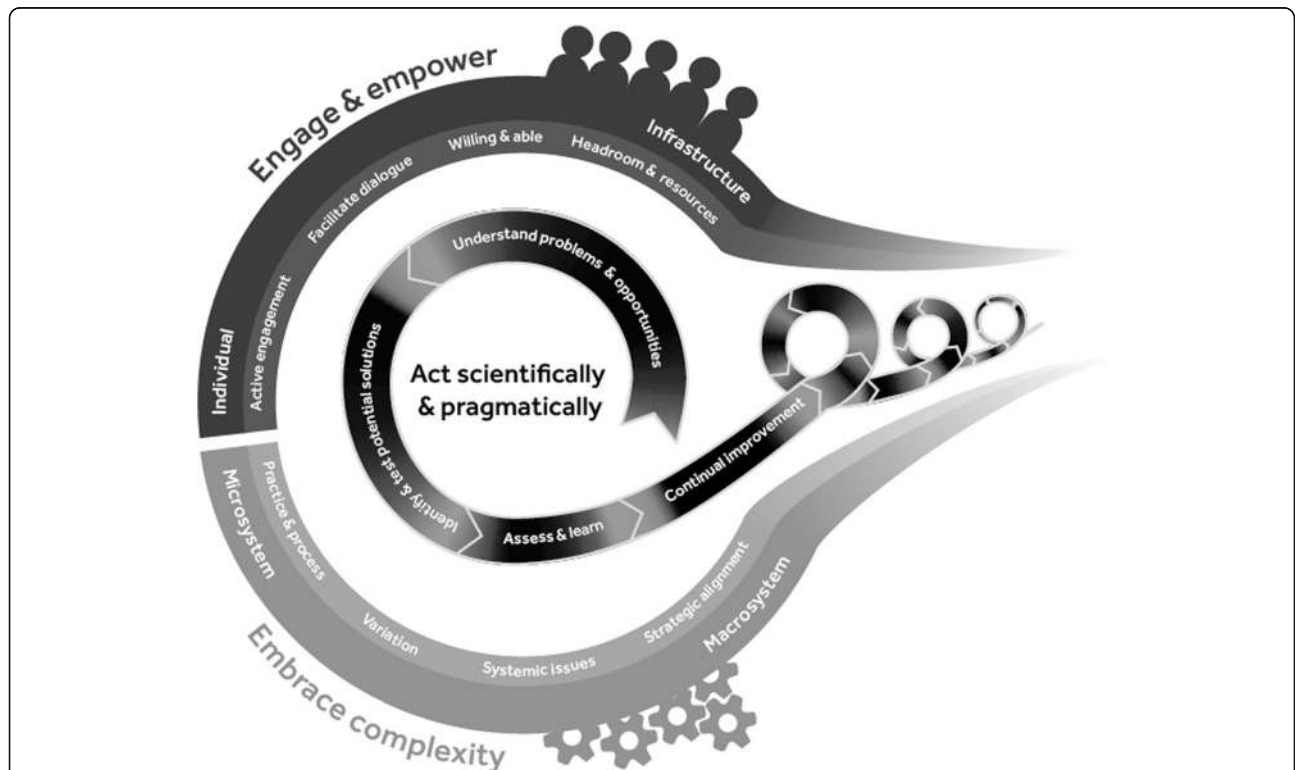 Engage & empower
Individual
Infrastructure
Active engagement
Facilitate dialogue
Willing & able
Headroom & resources
Understand problems & opportunities
Identify & test potential solutions
Assess & learn
Continual improvement
Act scientifically
& pragmatically
Microsystem
Macrosystem
Practice & process
Variation
Systemic issues
Strategic alignment
Embrace complexity